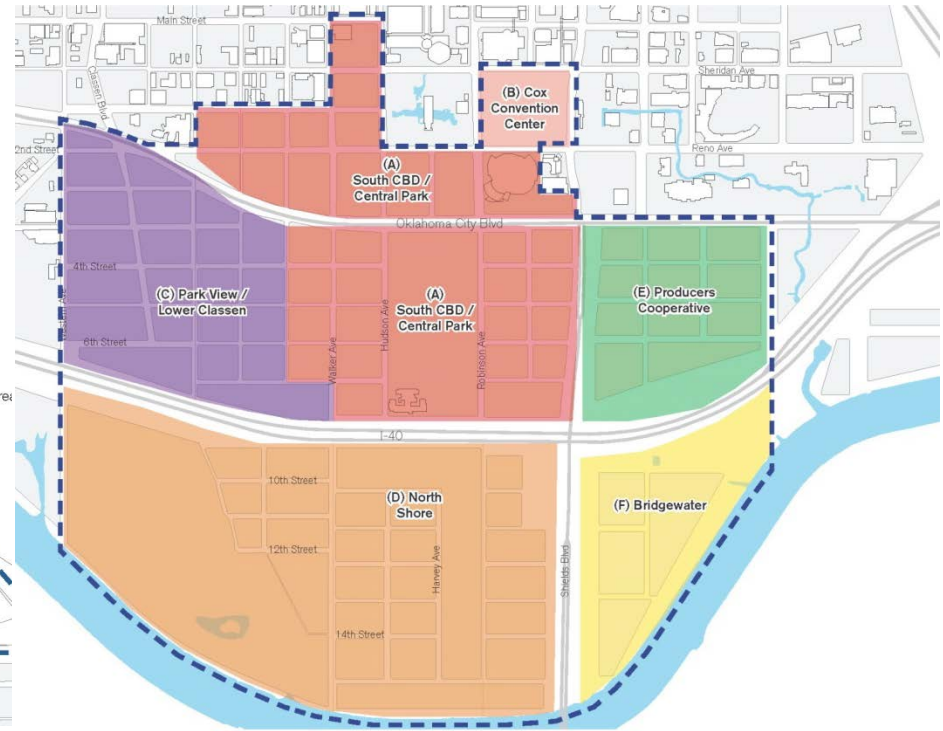 Main Street
Classen Blvd
Sheridan Ave
(B) Cox
Convention
Center
2nd Street
Reno Ave
(A)
South CBD /
Central Park
Oklahoma City Blvd
4th Street
(C) Park View /
Lower Classen
(A)
South CBD /
Central Park
(E) Producers
Cooperative
Hudson Ave
6th Street
Walker Ave
Robinson Ave
I-40
10th Street
(D) North
Shore
(F) Bridgewater
12th Street
Harvey Ave
Shields Blvd
14th Street